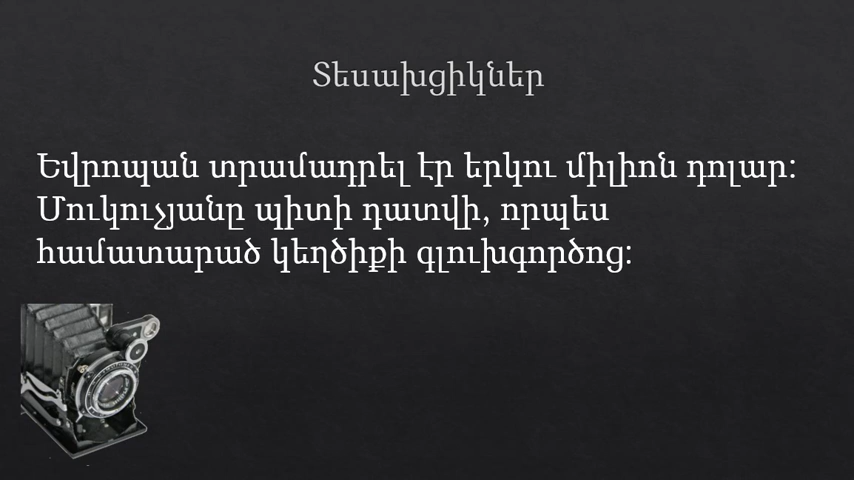 Տեսախցիկներ
Եվրոպան տրամադրել էր երկու միլիոն դոլար:
Մուկուչյանը պիտի դատվի, որպես
համատարած կեղծիքի գլուխգործոց: